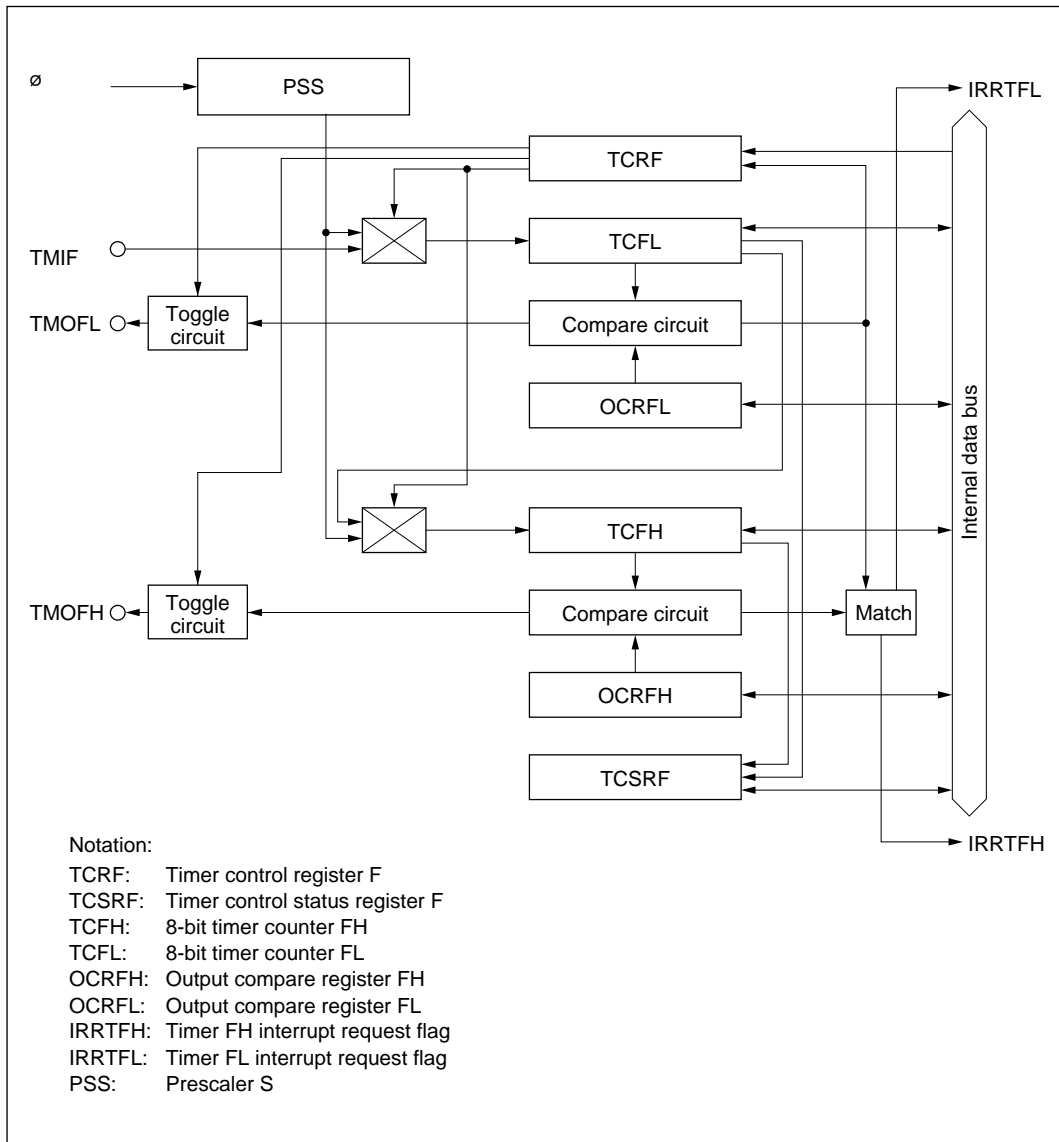 ø
PSS
IRRTFL
TCRF
TMIF
TCFL
TMOFL
Toggle
circuit
Compare circuit
OCRFL
Internal data bus
TCFH
TMOFH
Toggle
circuit
Compare circuit
Match
OCRFH
TCSRF
IRRTFH
Notation:
TCRF: Timer control register F
TCSRF: Timer control status register F
TCFH: 8-bit timer counter FH
TCFL: 8-bit timer counter FL
OCRFH: Output compare register FH
OCRFL: Output compare register FL
IRRTFH: Timer FH interrupt request flag
IRRTFL: Timer FL interrupt request flag
PSS: Prescaler S